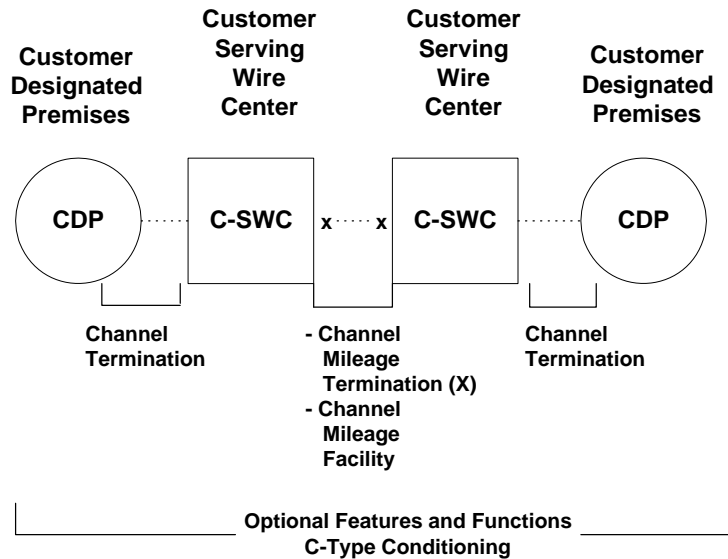 Customer
Designated
Premises
Customer
Serving
Wire
Center
Customer
Serving
Wire
Center
Customer
Designated
Premises
CDP
C-SWC
x
x
C-SWC
CDP
Channel
Termination
- Channel
Mileage
Termination (X)
- Channel
Mileage
Facility
Channel
Termination
Optional Features and Functions
C-Type Conditioning